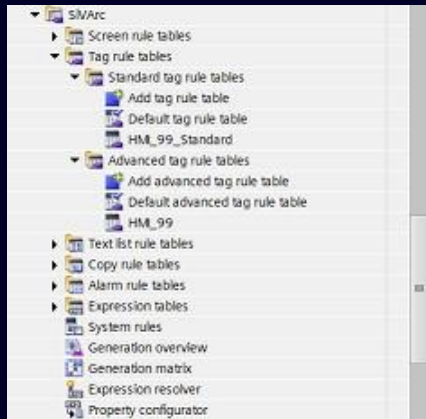 SiVArc
Screen rule tables
Tag rule tables
Standard tag rule tables
Add tag rule table
Default tag rule table
HMI_99_Standard
Advanced tag rule tables
Add advanced tag rule table
Default advanced tag rule table
HMI_99
Text list rule tables
Copy rule tables
Alarm rule tables
Expression tables
System rules
Generation overview
Generation matrix
Expression resolver
Property configurator